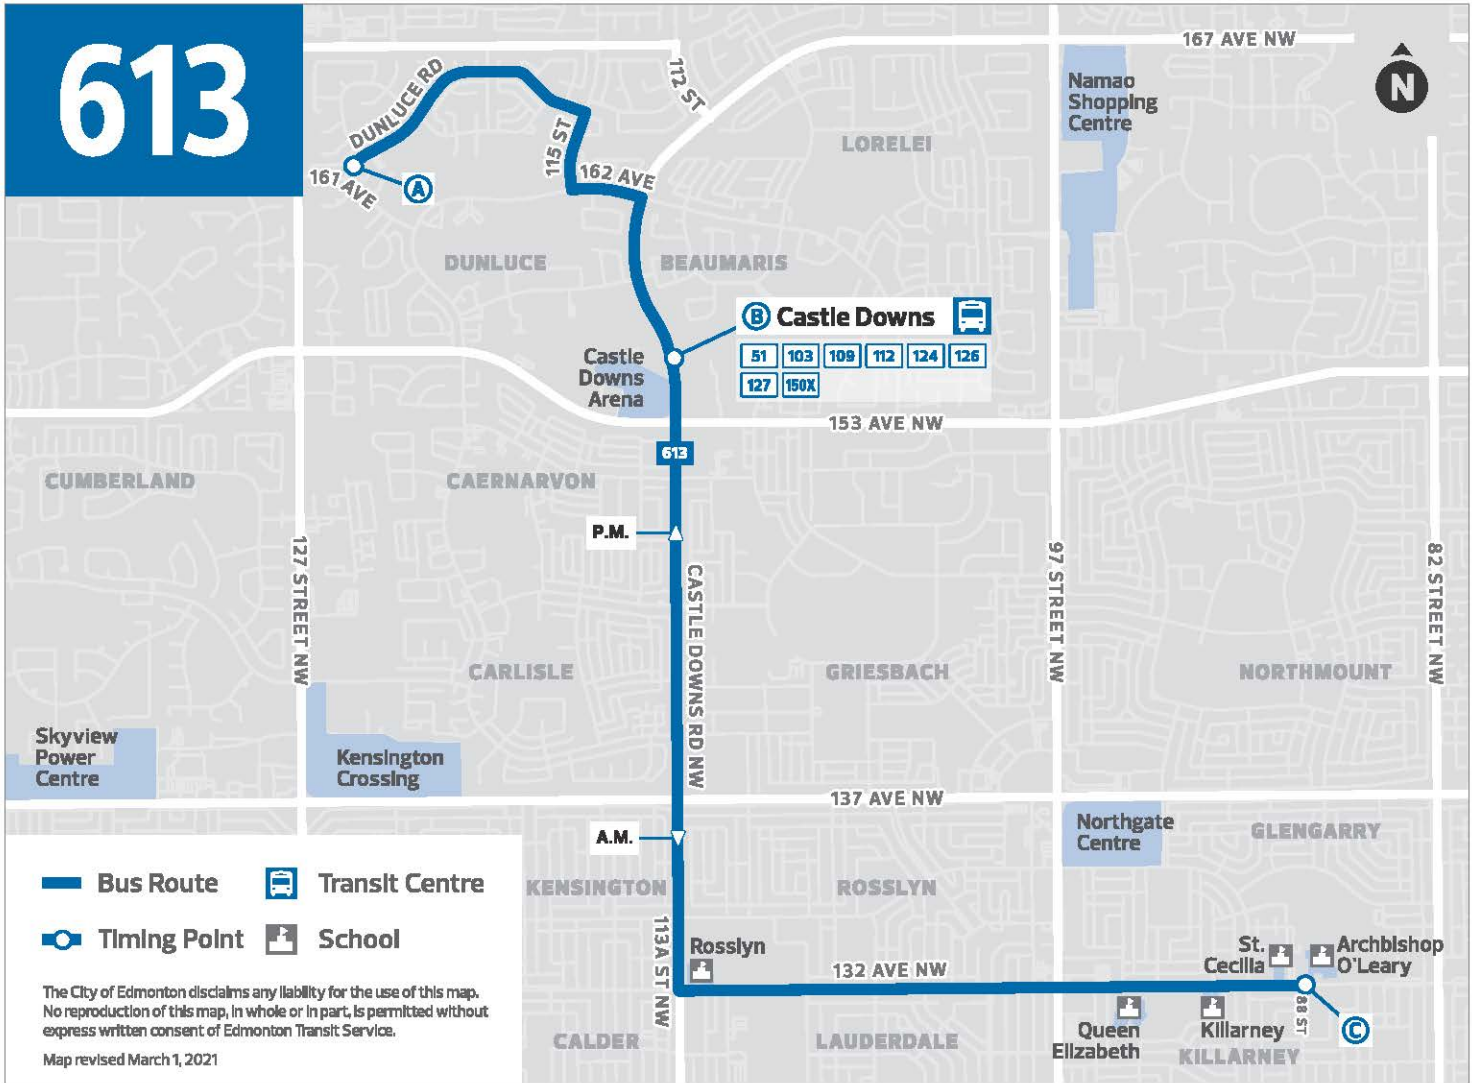 613
167 AVE NW
N
112 ST
DUNLUCE RD
Namao
Shopping
Centre
LORELEI
115 ST
162 AVE
161 AVE
A
DUNLUCE
BEAUMARIS
B Castle Downs
51 103 109 112 124 126
127 150X
Castle
Downs
Arena
153 AVE NW
613
CUMBERLAND
CAERNARVON
P.M.
127 STREET NW
CASTLE DOWNS RD NW
97 STREET NW
82 STREET NW
CARLISLE
GRIESBACH
NORTHMOUNT
Skyview
Power
Centre
Kensington
Crossing
137 AVE NW
A.M.
Northgate
Centre
GLENGARRY
KENSINGTON
ROSSLYN
Bus Route
Transit Centre
Timing Point
School
113A ST NW
Rosslyn
132 AVE NW
St.
Cecilia
Archbishop
O'Leary
88 ST
C
Queen
Elizabeth
Killarney
CALDER
LAUDERDALE
KILLARNEY
The City of Edmonton disclaims any liability for the use of this map.
No reproduction of this map, in whole or in part, is permitted without
express written consent of Edmonton Transit Service.
Map revised March 1, 2021